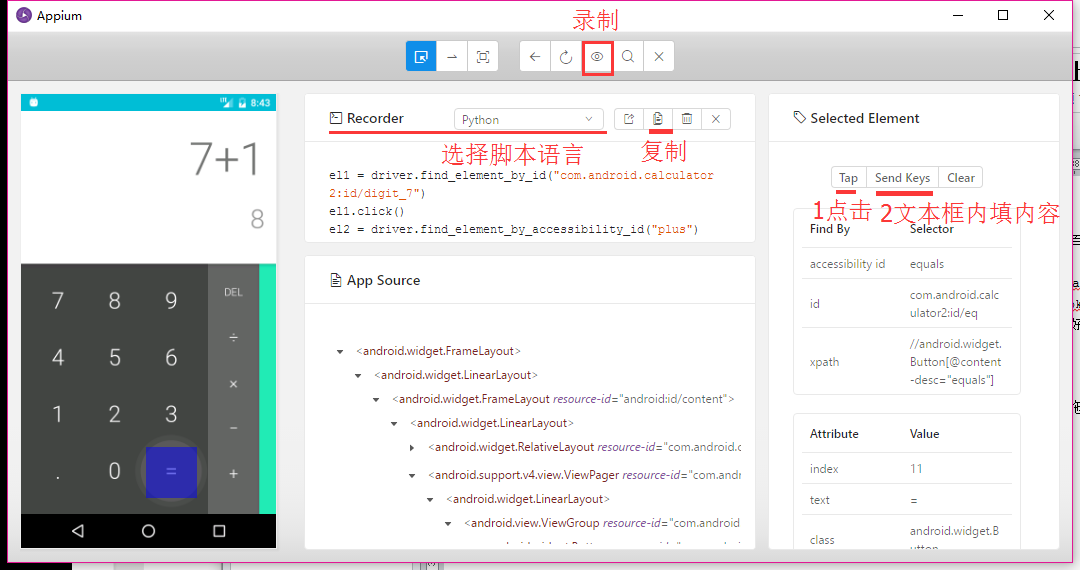 Appium
录制
8:43
7+1
8
7 8 9 DEL
÷
4 5 6
×
1 2 3
−
. 0 = +
Recorder Python
选择脚本语言 复制
el1 = driver.find_element_by_id("com.android.calculator
2:id/digit_7")
el1.click()
el2 = driver.find_element_by_accessibility_id("plus")
App Source
<android.widget.FrameLayout>
<android.widget.LinearLayout>
<android.widget.FrameLayout resource-id="android:id/content">
<android.widget.LinearLayout>
<android.widget.RelativeLayout resource-id="com.android.c
<android.support.v4.view.ViewPager resource-id="com.andr
<android.widget.LinearLayout>
<android.view.ViewGroup resource-id="com.android
Selected Element
Tap Send Keys Clear
1点击 2文本框内填内容
Find By Selector
accessibility id equals
id com.android.calc
ulator2:id/eq
xpath //android.widget.
Button[@content
-desc="equals"]
Attribute Value
index 11
text =
class android.widget.B